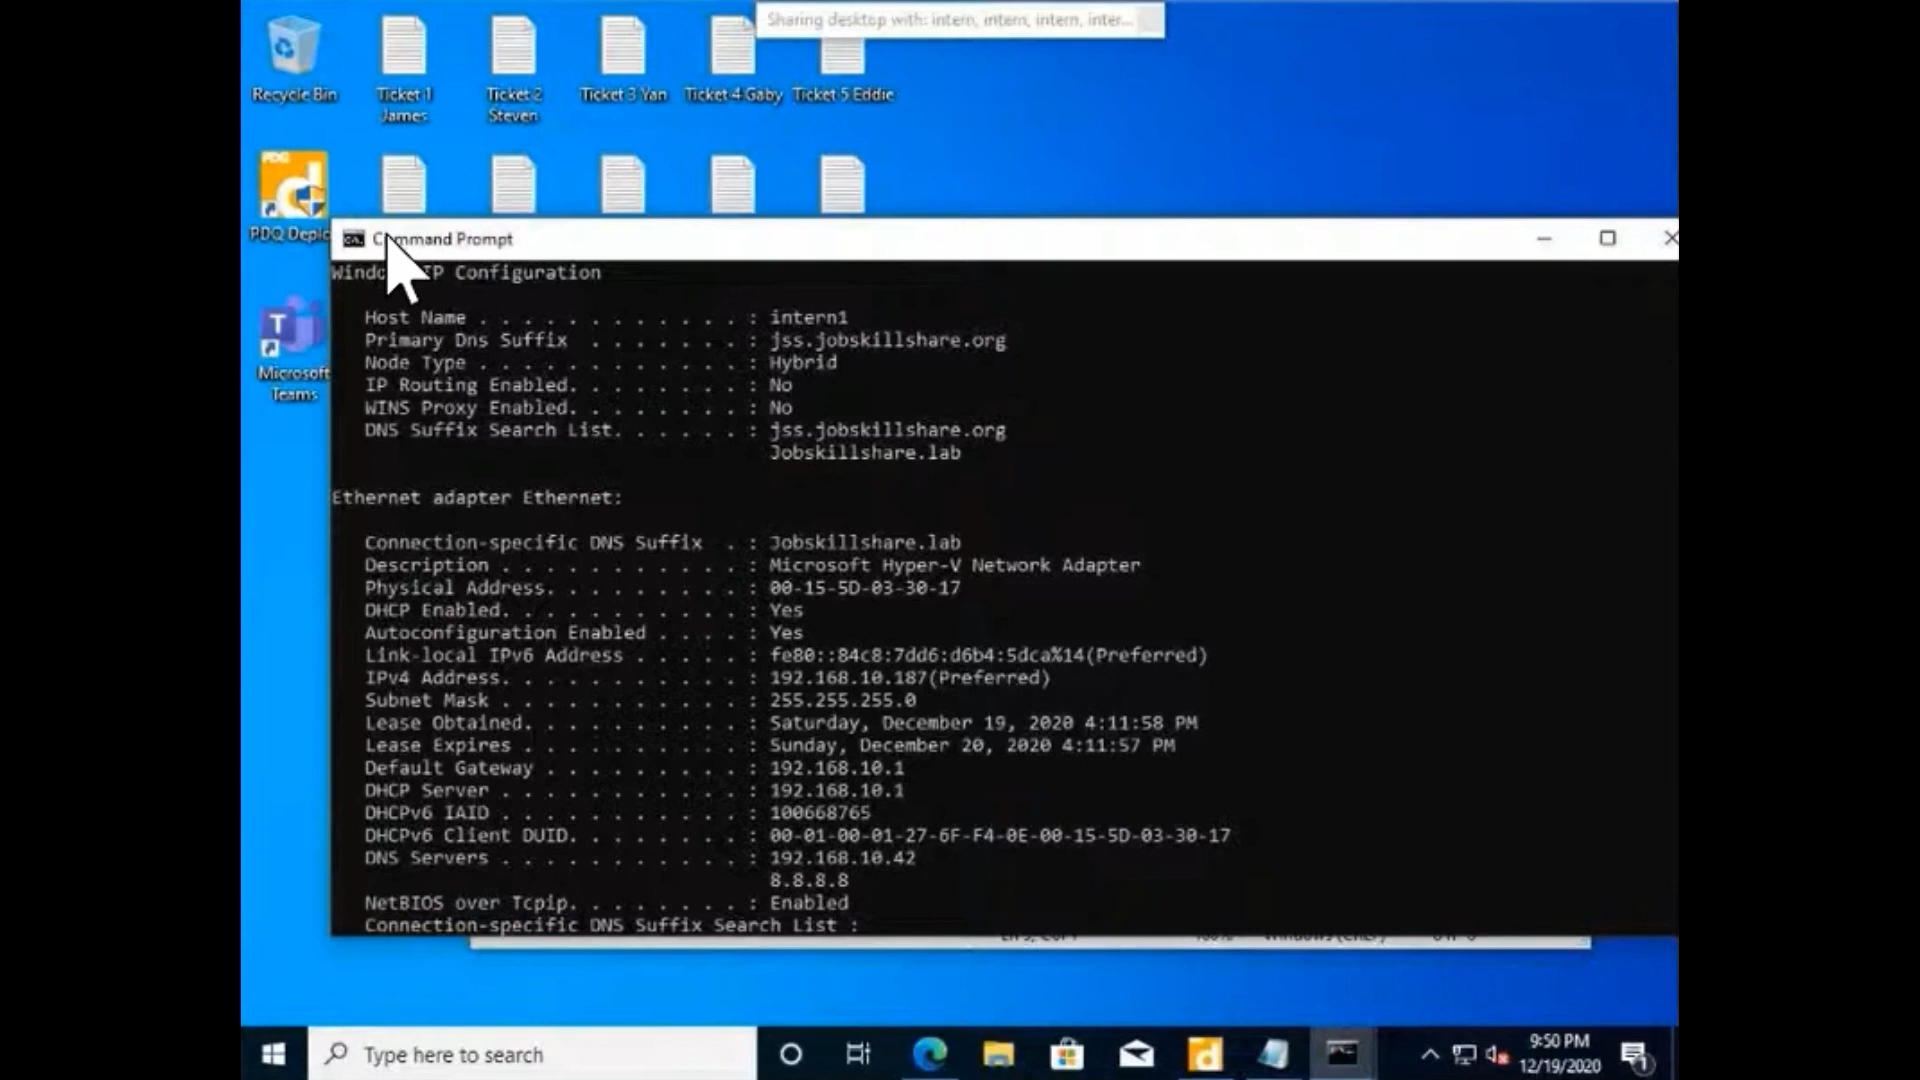 Sharing desktop with: intern, intern, intern, inter...
Recycle Bin
Ticket 1
James
Ticket 2
Steven
Ticket 3 Yan
Ticket 4 Gaby
Ticket 5 Eddie
PDQ Deplo
Microsoft
Teams
Command Prompt
Windows IP Configuration
Host Name . . . . . . . . . . . . : intern1
Primary Dns Suffix . . . . . . . : jss.jobskillshare.org
Node Type . . . . . . . . . . . . : Hybrid
IP Routing Enabled. . . . . . . . : No
WINS Proxy Enabled. . . . . . . . : No
DNS Suffix Search List. . . . . . : jss.jobskillshare.org
Jobskillshare.lab
Ethernet adapter Ethernet:
Connection-specific DNS Suffix . : Jobskillshare.lab
Description . . . . . . . . . . . : Microsoft Hyper-V Network Adapter
Physical Address. . . . . . . . . : 00-15-5D-03-30-17
DHCP Enabled. . . . . . . . . . . : Yes
Autoconfiguration Enabled . . . . : Yes
Link-local IPv6 Address . . . . . : fe80::84c8:7dd6:d6b4:5dca%14(Preferred)
IPv4 Address. . . . . . . . . . . : 192.168.10.187(Preferred)
Subnet Mask . . . . . . . . . . . : 255.255.255.0
Lease Obtained. . . . . . . . . . : Saturday, December 19, 2020 4:11:58 PM
Lease Expires . . . . . . . . . . : Sunday, December 20, 2020 4:11:57 PM
Default Gateway . . . . . . . . . : 192.168.10.1
DHCP Server . . . . . . . . . . . : 192.168.10.1
DHCPv6 IAID . . . . . . . . . . . : 100668765
DHCPv6 Client DUID. . . . . . . . : 00-01-00-01-27-6F-F4-0E-00-15-5D-03-30-17
DNS Servers . . . . . . . . . . . : 192.168.10.42
8.8.8.8
NetBIOS over Tcpip. . . . . . . . : Enabled
Connection-specific DNS Suffix Search List :
Type here to search
9:50 PM
12/19/2020
1